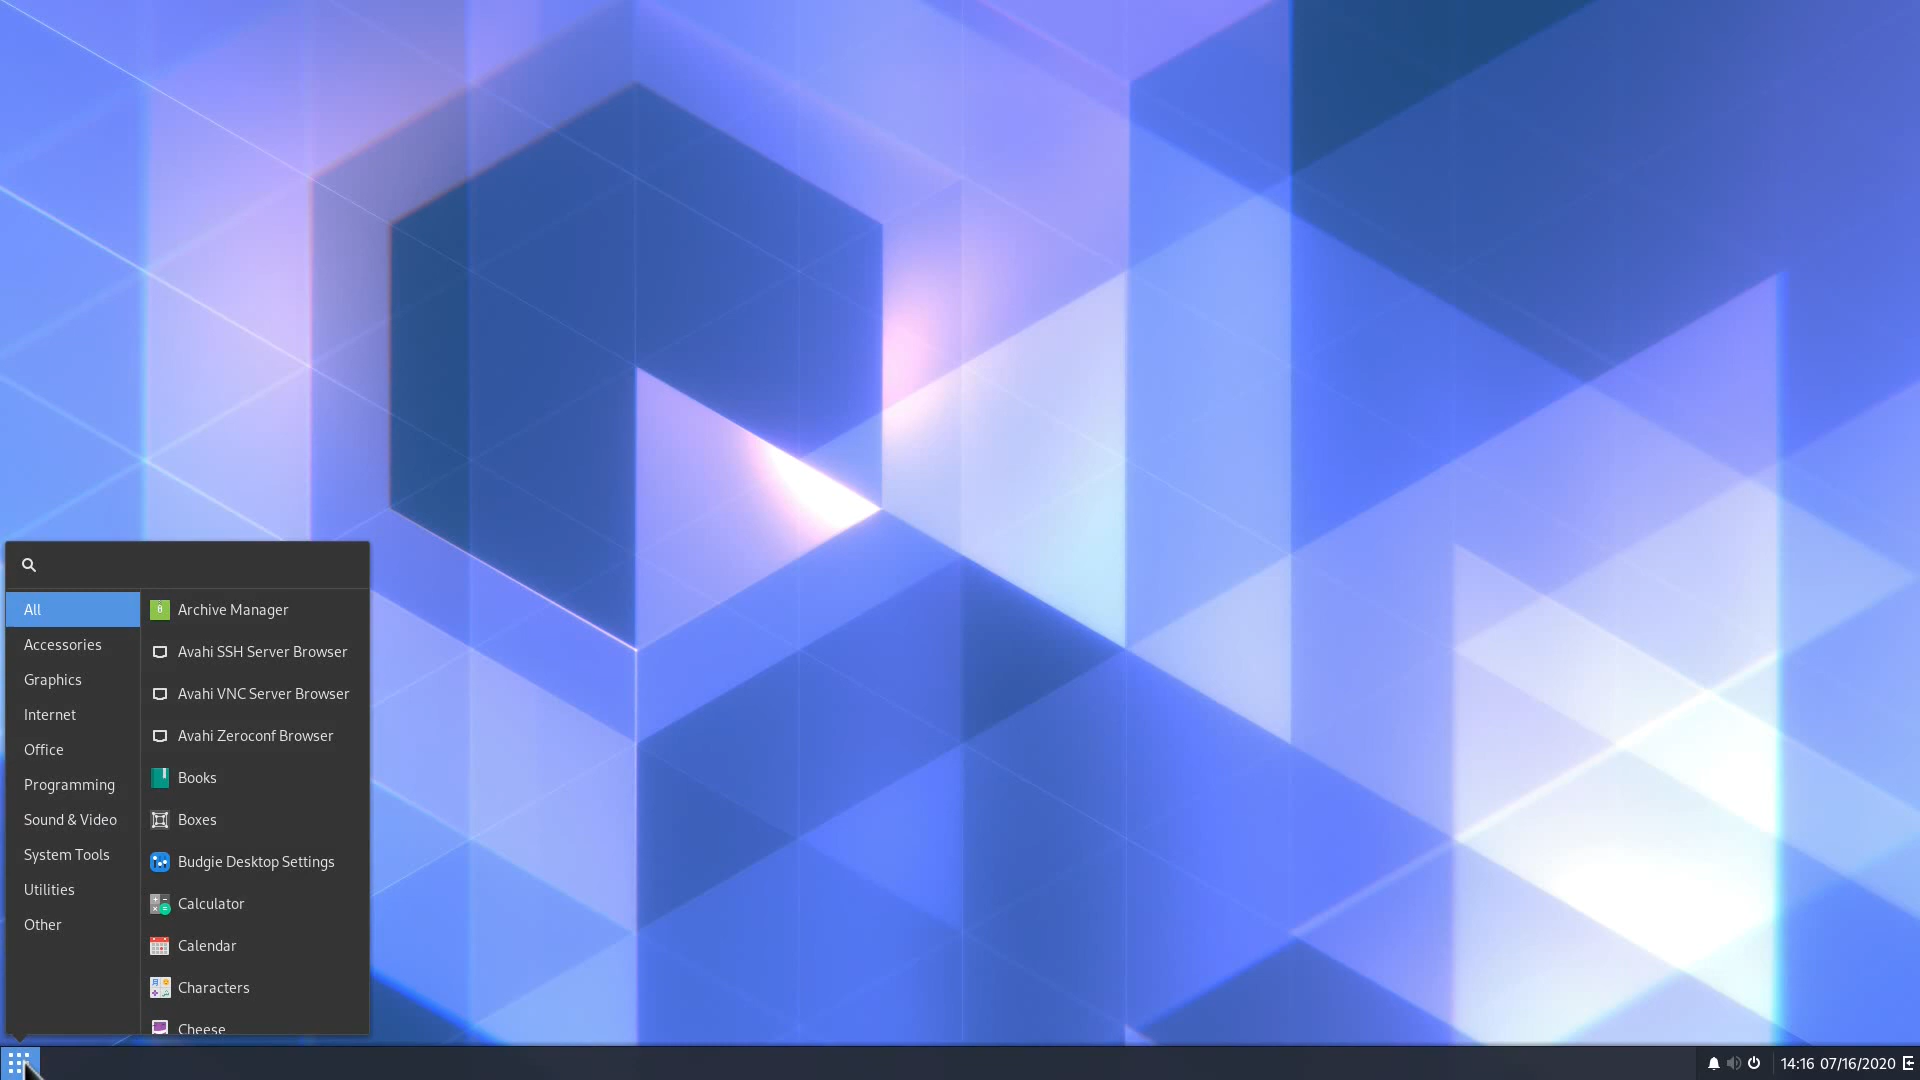 All
Accessories
Graphics
Internet
Office
Programming
Sound & Video
System Tools
Utilities
Other
Archive Manager
Avahi SSH Server Browser
Avahi VNC Server Browser
Avahi Zeroconf Browser
Books
Boxes
Budgie Desktop Settings
Calculator
Calendar
Characters
Cheese
14:16 07/16/2020